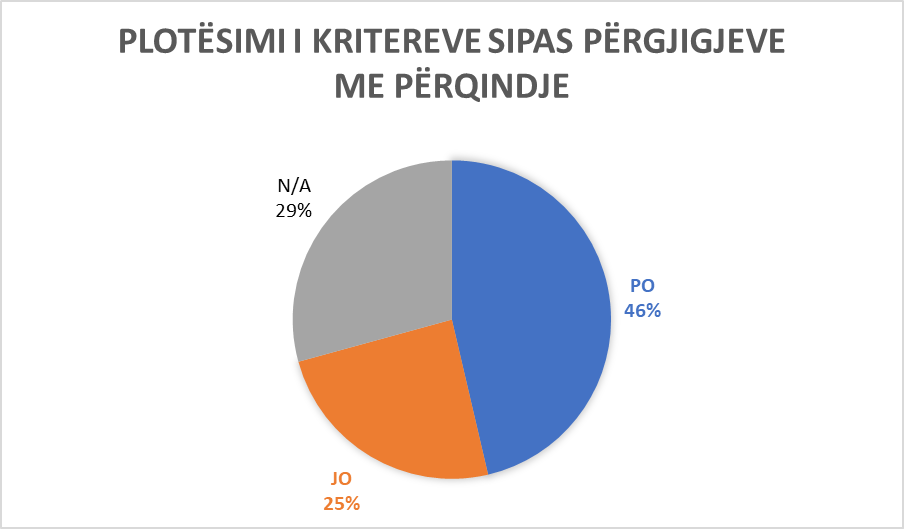 PLOTËSIMI I KRITEREVE SIPAS PËRGJIGJEVE
ME PËRQINDJE
N/A
29%
PO
46%
JO
25%